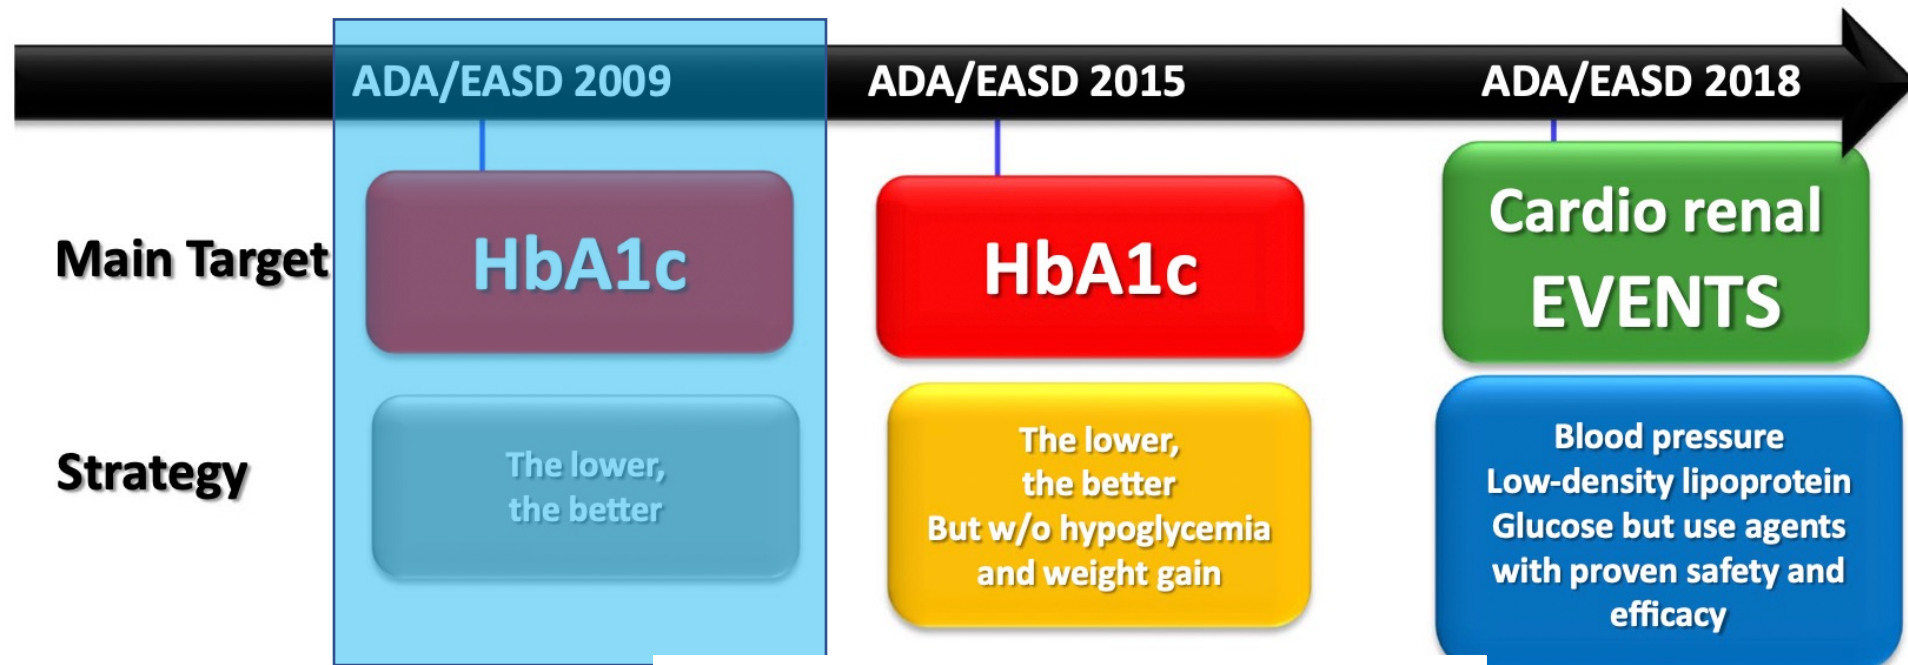 ADA/EASD 2009
ADA/EASD 2015
ADA/EASD 2018
Main Target
HbA1c
HbA1c
Cardio renal
EVENTS
Strategy
The lower,
the better
The lower,
the better
But w/o hypoglycemia
and weight gain
Blood pressure
Low-density lipoprotein
Glucose but use agents
with proven safety and
efficacy